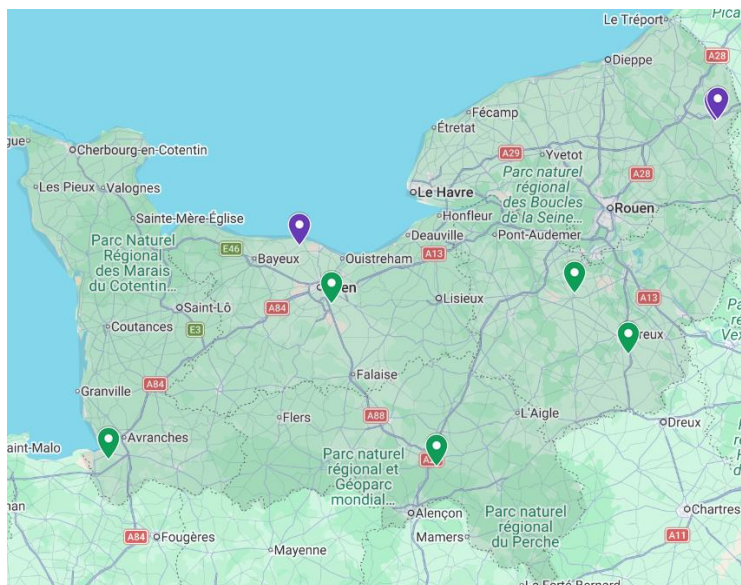 Le Tréport
Pica
A28
Dieppe
Fécamp
Étretat
gue
Cherbourg-en-Cotentin
A29
Yvetot
Parc naturel
régional
des Boucles
de la Seine...
A28
Les Pieux
Valognes
Le Havre
Rouen
Sainte-Mère-Église
Honfleur
Deauville
Pont-Audemer
Parc Naturel
Régional
des Marais
du Cotentin...
E46
Bayeux
Ouistreham
A13
en
Lisieux
A13
Saint-Lô
A84
E3
Coutances
reux
Vex
Falaise
Granville
A84
A88
Flers
L'Aigle
Dreux
aint-Malo
Avranches
Parc naturel
régional et
Géoparc
mondial...
Alençon
Parc naturel
régional
du Perche
Chartres
nan
A84
Fougères
Mamers
A11
Mayenne
La Ferté-Bernard